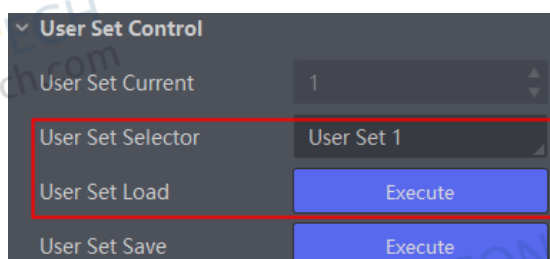 User Set Control
User Set Current 1
User Set Selector User Set 1
User Set Load Execute
User Set Save Execute